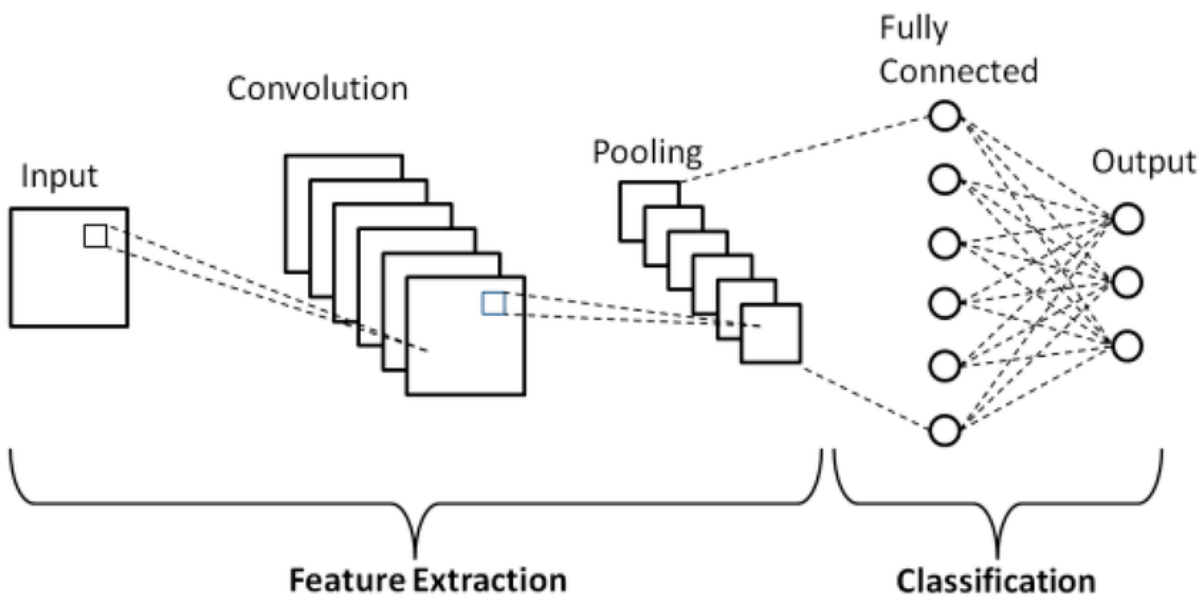 Input
Convolution
Pooling
Fully
Connected
Output
Feature Extraction
Classification